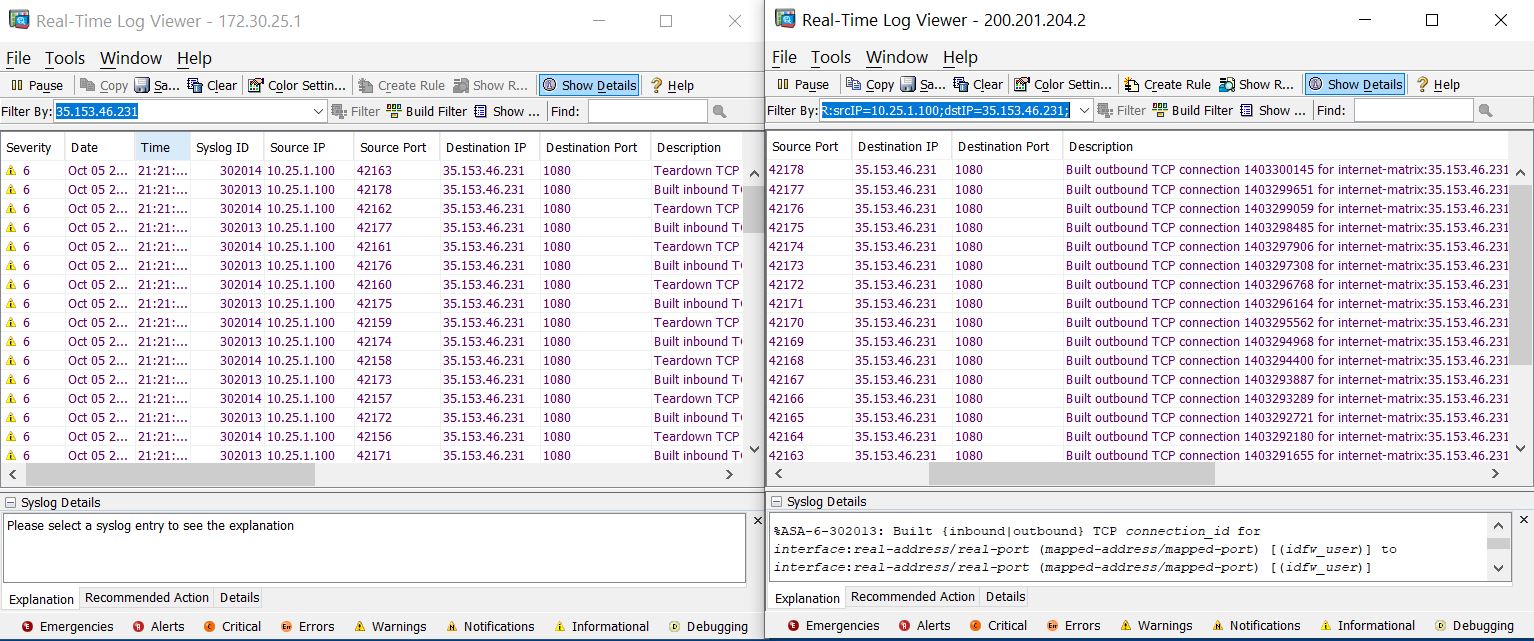 Real-Time Log Viewer - 172.30.25.1
File Tools Window Help
Pause Copy Sa... Clear Color Settin... Create Rule Show R... Show Details Help
Filter By: 35.153.46.231 Filter Build Filter Show ... Find:
Severity Date Time Syslog ID Source IP Source Port Destination IP Destination Port Description
6 Oct 05 2... 21:21:... 302014 10.25.1.100 42163 35.153.46.231 1080 Teardown TCP
6 Oct 05 2... 21:21:... 302013 10.25.1.100 42178 35.153.46.231 1080 Built inbound T
6 Oct 05 2... 21:21:... 302014 10.25.1.100 42162 35.153.46.231 1080 Teardown TCP
6 Oct 05 2... 21:21:... 302013 10.25.1.100 42177 35.153.46.231 1080 Built inbound T
6 Oct 05 2... 21:21:... 302014 10.25.1.100 42161 35.153.46.231 1080 Teardown TCP
6 Oct 05 2... 21:21:... 302013 10.25.1.100 42176 35.153.46.231 1080 Built inbound T
6 Oct 05 2... 21:21:... 302014 10.25.1.100 42160 35.153.46.231 1080 Teardown TCP
6 Oct 05 2... 21:21:... 302013 10.25.1.100 42175 35.153.46.231 1080 Built inbound T
6 Oct 05 2... 21:21:... 302014 10.25.1.100 42159 35.153.46.231 1080 Teardown TCP
6 Oct 05 2... 21:21:... 302013 10.25.1.100 42174 35.153.46.231 1080 Built inbound T
6 Oct 05 2... 21:21:... 302014 10.25.1.100 42158 35.153.46.231 1080 Teardown TCP
6 Oct 05 2... 21:21:... 302013 10.25.1.100 42173 35.153.46.231 1080 Built inbound T
6 Oct 05 2... 21:21:... 302014 10.25.1.100 42157 35.153.46.231 1080 Teardown TCP
6 Oct 05 2... 21:21:... 302013 10.25.1.100 42172 35.153.46.231 1080 Built inbound T
6 Oct 05 2... 21:21:... 302014 10.25.1.100 42156 35.153.46.231 1080 Teardown TCP
6 Oct 05 2... 21:21:... 302013 10.25.1.100 42171 35.153.46.231 1080 Built inbound T
Syslog Details
Please select a syslog entry to see the explanation
Explanation Recommended Action Details
Emergencies Alerts Critical Errors Warnings Notifications Informational Debugging
Real-Time Log Viewer - 200.201.204.2
File Tools Window Help
Pause Copy Sa... Clear Color Settin... Create Rule Show R... Show Details Help
Filter By: R:srcIP=10.25.1.100;dstIP=35.153.46.231; Filter Build Filter Show ... Find:
Source Port Destination IP Destination Port Description
42178 35.153.46.231 1080 Built outbound TCP connection 1403300145 for internet-matrix:35.153.46.231
42177 35.153.46.231 1080 Built outbound TCP connection 1403299651 for internet-matrix:35.153.46.231
42176 35.153.46.231 1080 Built outbound TCP connection 1403299059 for internet-matrix:35.153.46.231
42175 35.153.46.231 1080 Built outbound TCP connection 1403298485 for internet-matrix:35.153.46.231
42174 35.153.46.231 1080 Built outbound TCP connection 1403297906 for internet-matrix:35.153.46.231
42173 35.153.46.231 1080 Built outbound TCP connection 1403297308 for internet-matrix:35.153.46.231
42172 35.153.46.231 1080 Built outbound TCP connection 1403296768 for internet-matrix:35.153.46.231
42171 35.153.46.231 1080 Built outbound TCP connection 1403296164 for internet-matrix:35.153.46.231
42170 35.153.46.231 1080 Built outbound TCP connection 1403295562 for internet-matrix:35.153.46.231
42169 35.153.46.231 1080 Built outbound TCP connection 1403294968 for internet-matrix:35.153.46.231
42168 35.153.46.231 1080 Built outbound TCP connection 1403294400 for internet-matrix:35.153.46.231
42167 35.153.46.231 1080 Built outbound TCP connection 1403293887 for internet-matrix:35.153.46.231
42166 35.153.46.231 1080 Built outbound TCP connection 1403293289 for internet-matrix:35.153.46.231
42165 35.153.46.231 1080 Built outbound TCP connection 1403292721 for internet-matrix:35.153.46.231
42164 35.153.46.231 1080 Built outbound TCP connection 1403292180 for internet-matrix:35.153.46.231
42163 35.153.46.231 1080 Built outbound TCP connection 1403291655 for internet-matrix:35.153.46.231
Syslog Details
%ASA-6-302013: Built {inbound|outbound} TCP connection_id for
interface:real-address/real-port (mapped-address/mapped-port) [(idfw_user)] to
interface:real-address/real-port (mapped-address/mapped-port) [(idfw_user)]
Explanation Recommended Action Details
Emergencies Alerts Critical Errors Warnings Notifications Informational Debugging